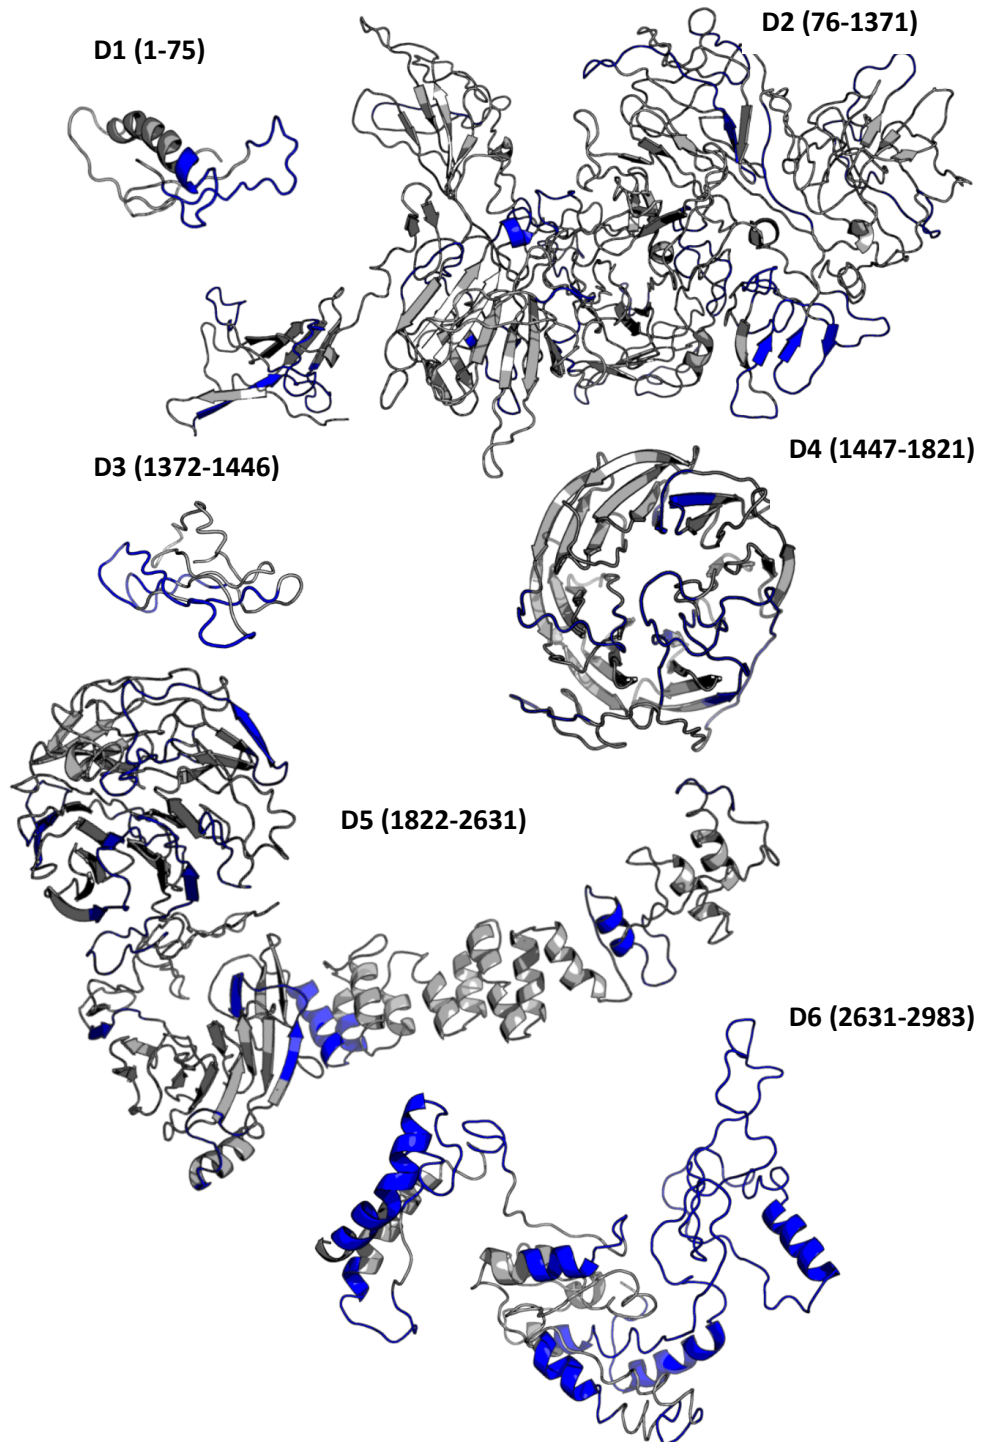 D1 (1-75)
D2 (76-1371)
D3 (1372-1446)
D4 (1447-1821)
D5 (1822-2631)
D6 (2631-2983)